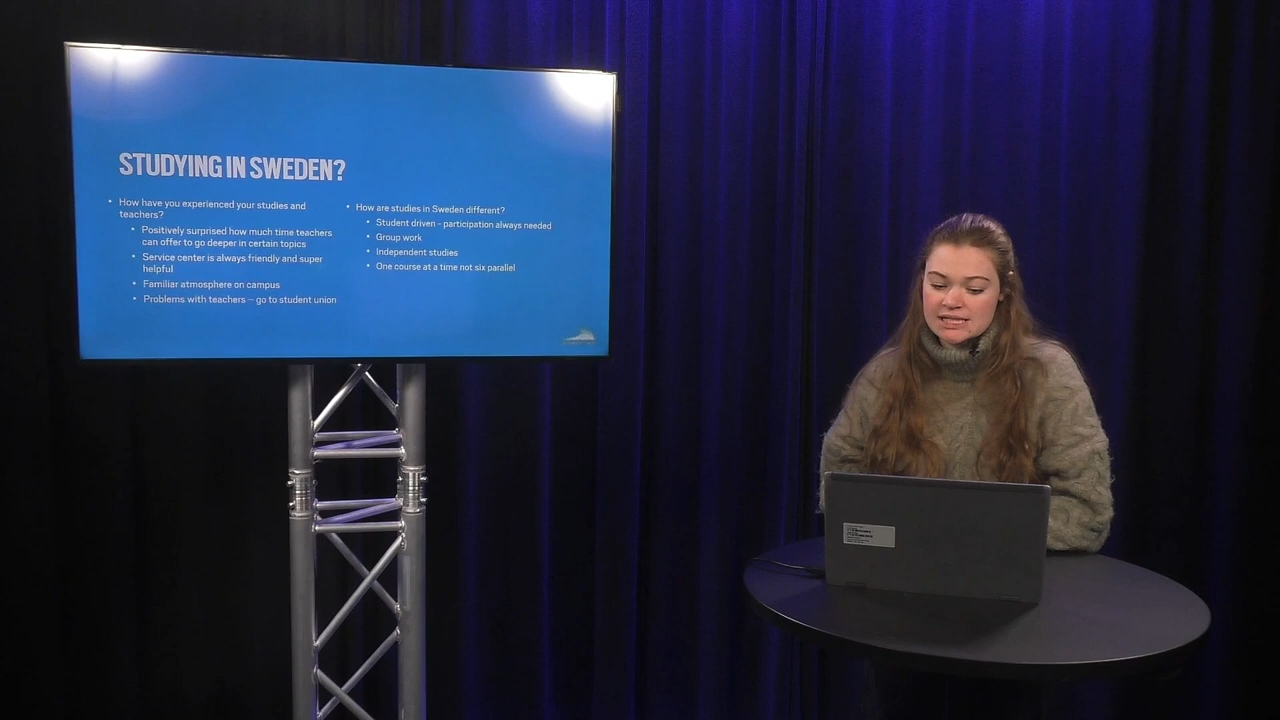 STUDYING IN SWEDEN?
• How have you experienced your studies and
teachers?
• Positively surprised how much time teachers
can offer to go deeper in certain topics
• Service center is always friendly and super
helpful
• Familiar atmosphere on campus
• Problems with teachers – go to student union
• How are studies in Sweden different?
• Student driven - participation always needed
• Group work
• Independent studies
• One course at a time not six parallel